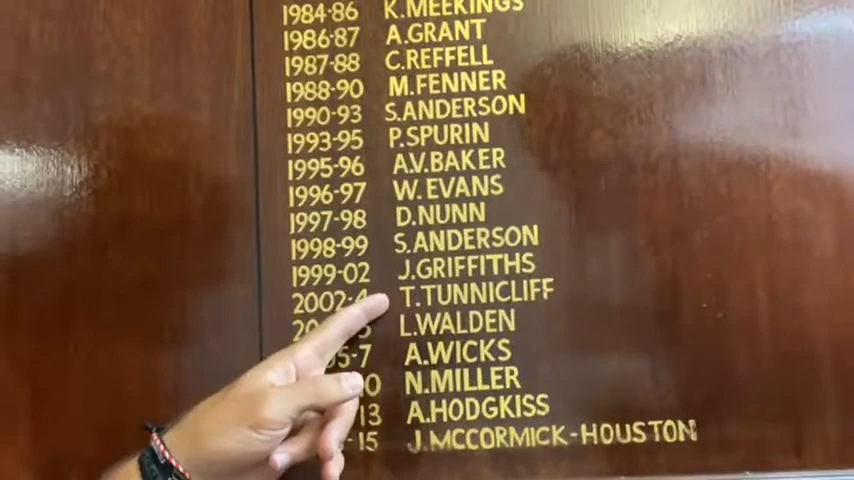 1984-86 K.MEEKINGS
1986-87 A.GRANT
1987-88 C.REFFELL
1988-90 M.FENNER
1990-93 S.ANDERSON
1993-95 P.SPURIN
1995-96 A.V.BAKER
1996-97 W.EVANS
1997-98 D.NUNN
1998-99 S.ANDERSON
1999-02 J.GRIFFITHS
2002-4 T.TUNNICLIFF
L.WALDEN
A.WICKS
N.MILLER
A.HODGKISS
J.MCCORMICK-HOUSTON